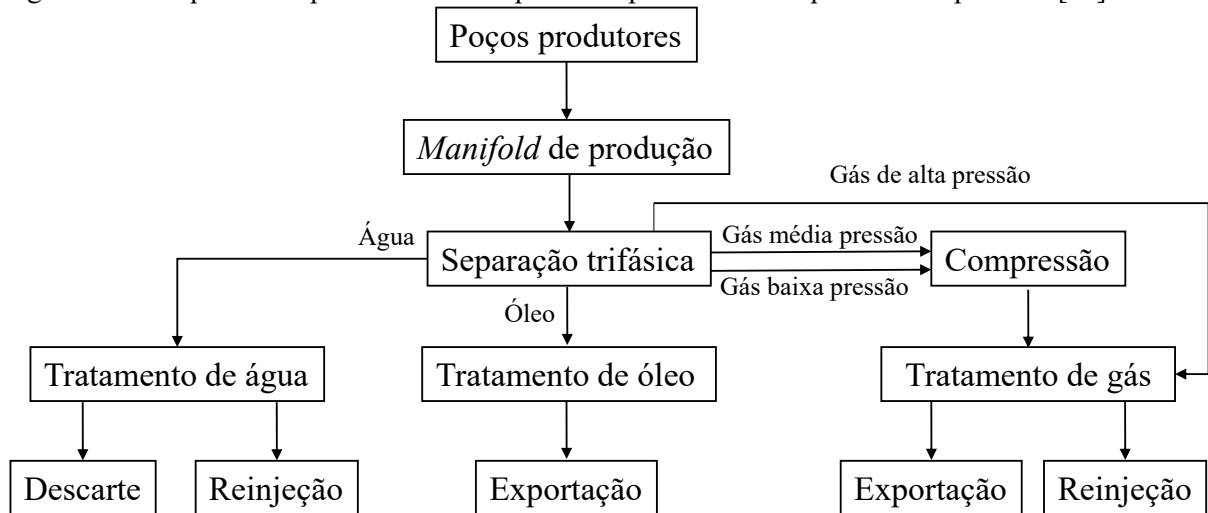 Poços produtores
Manifold de produção
Gás de alta pressão
Água
Separação trifásica
Gás média pressão
Gás baixa pressão
Compressão
Óleo
Tratamento de água
Tratamento de óleo
Tratamento de gás
Descarte
Reinjeção
Exportação
Exportação
Reinjeção